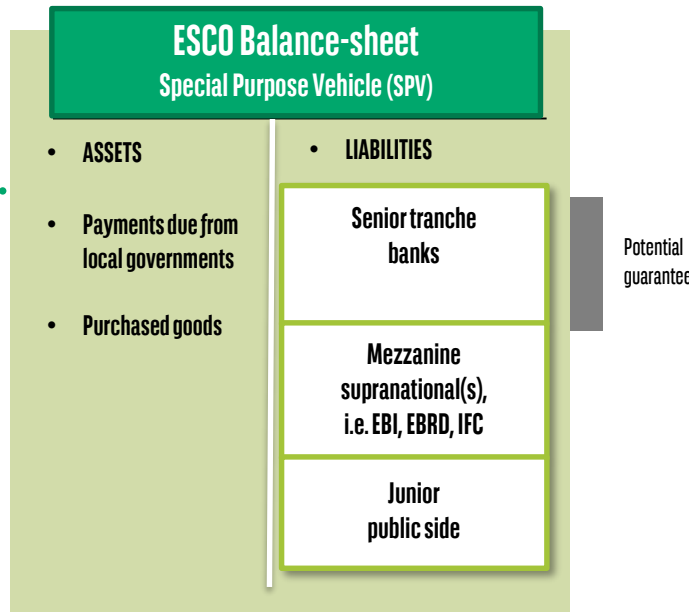 ESCO Balance-sheet
Special Purpose Vehicle (SPV)
• ASSETS
• Payments due from
local governments
• Purchased goods
• LIABILITIES
Senior tranche
banks
Mezzanine
supranational(s),
i.e. EBI, EBRD, IFC
Junior
public side
Potential
guarantee